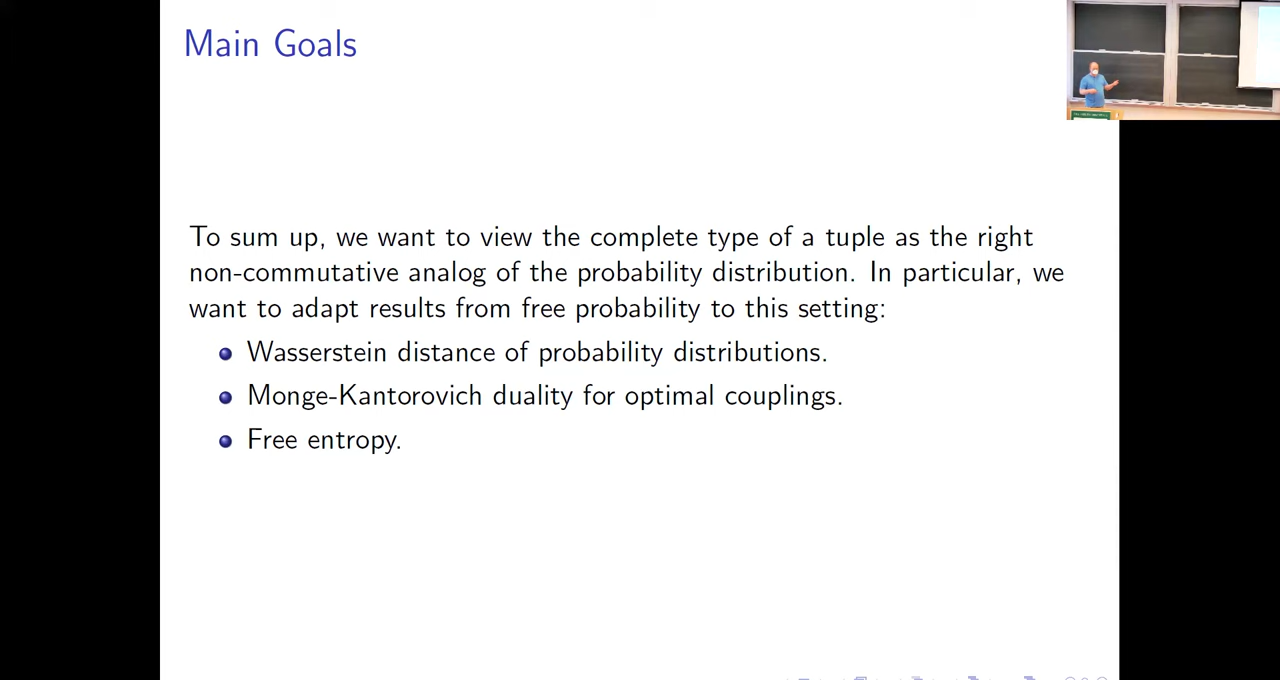 Main Goals
To sum up, we want to view the complete type of a tuple as the right
non-commutative analog of the probability distribution. In particular, we
want to adapt results from free probability to this setting:
Wasserstein distance of probability distributions.
Monge-Kantorovich duality for optimal couplings.
Free entropy.